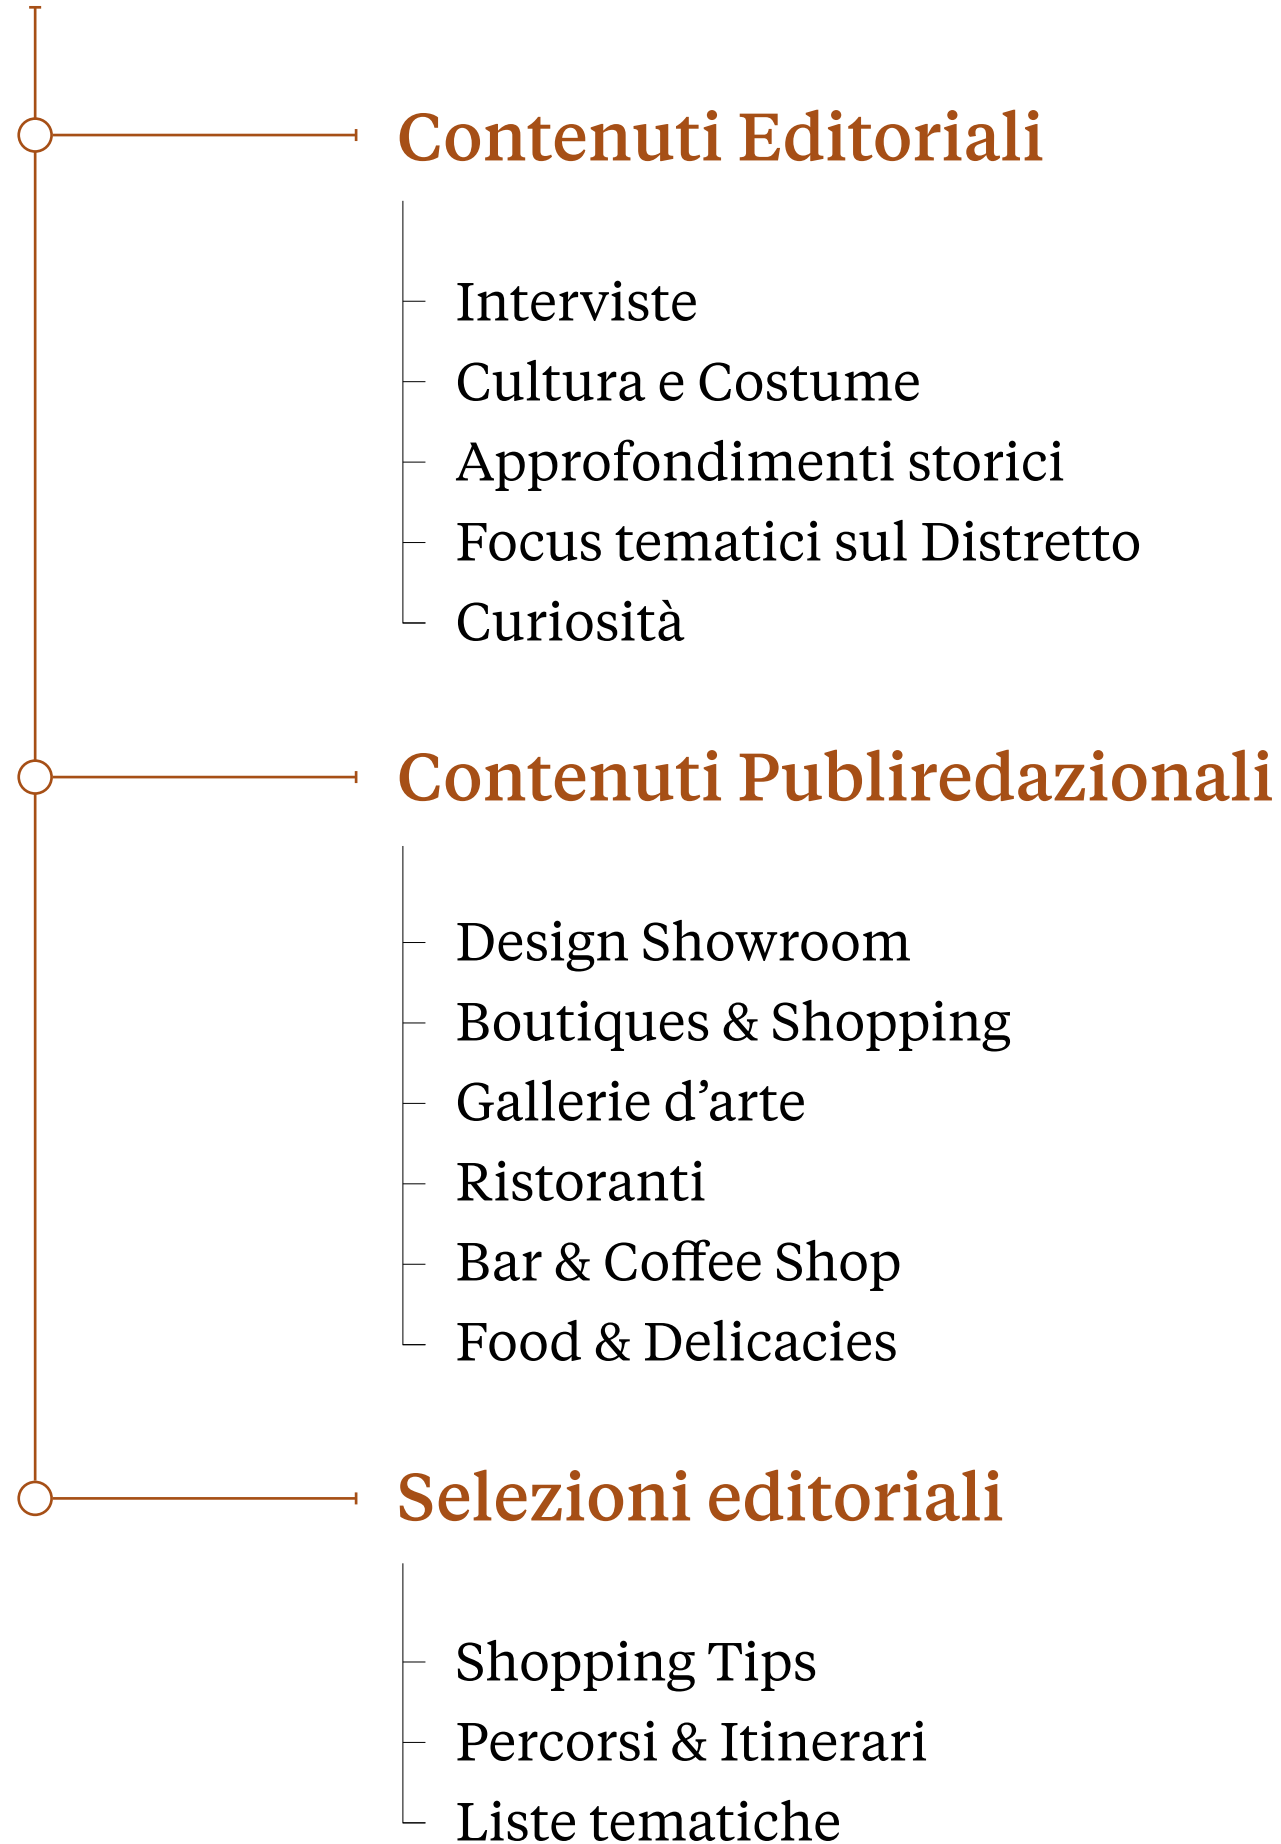 Contenuti Editoriali
Interviste
Cultura e Costume
Approfondimenti storici
Focus tematici sul Distretto
Curiosità
Contenuti Publiredazionali
Design Showroom
Boutiques & Shopping
Gallerie d’arte
Ristoranti
Bar & Coffee Shop
Food & Delicacies
Selezioni editoriali
Shopping Tips
Percorsi & Itinerari
Liste tematiche